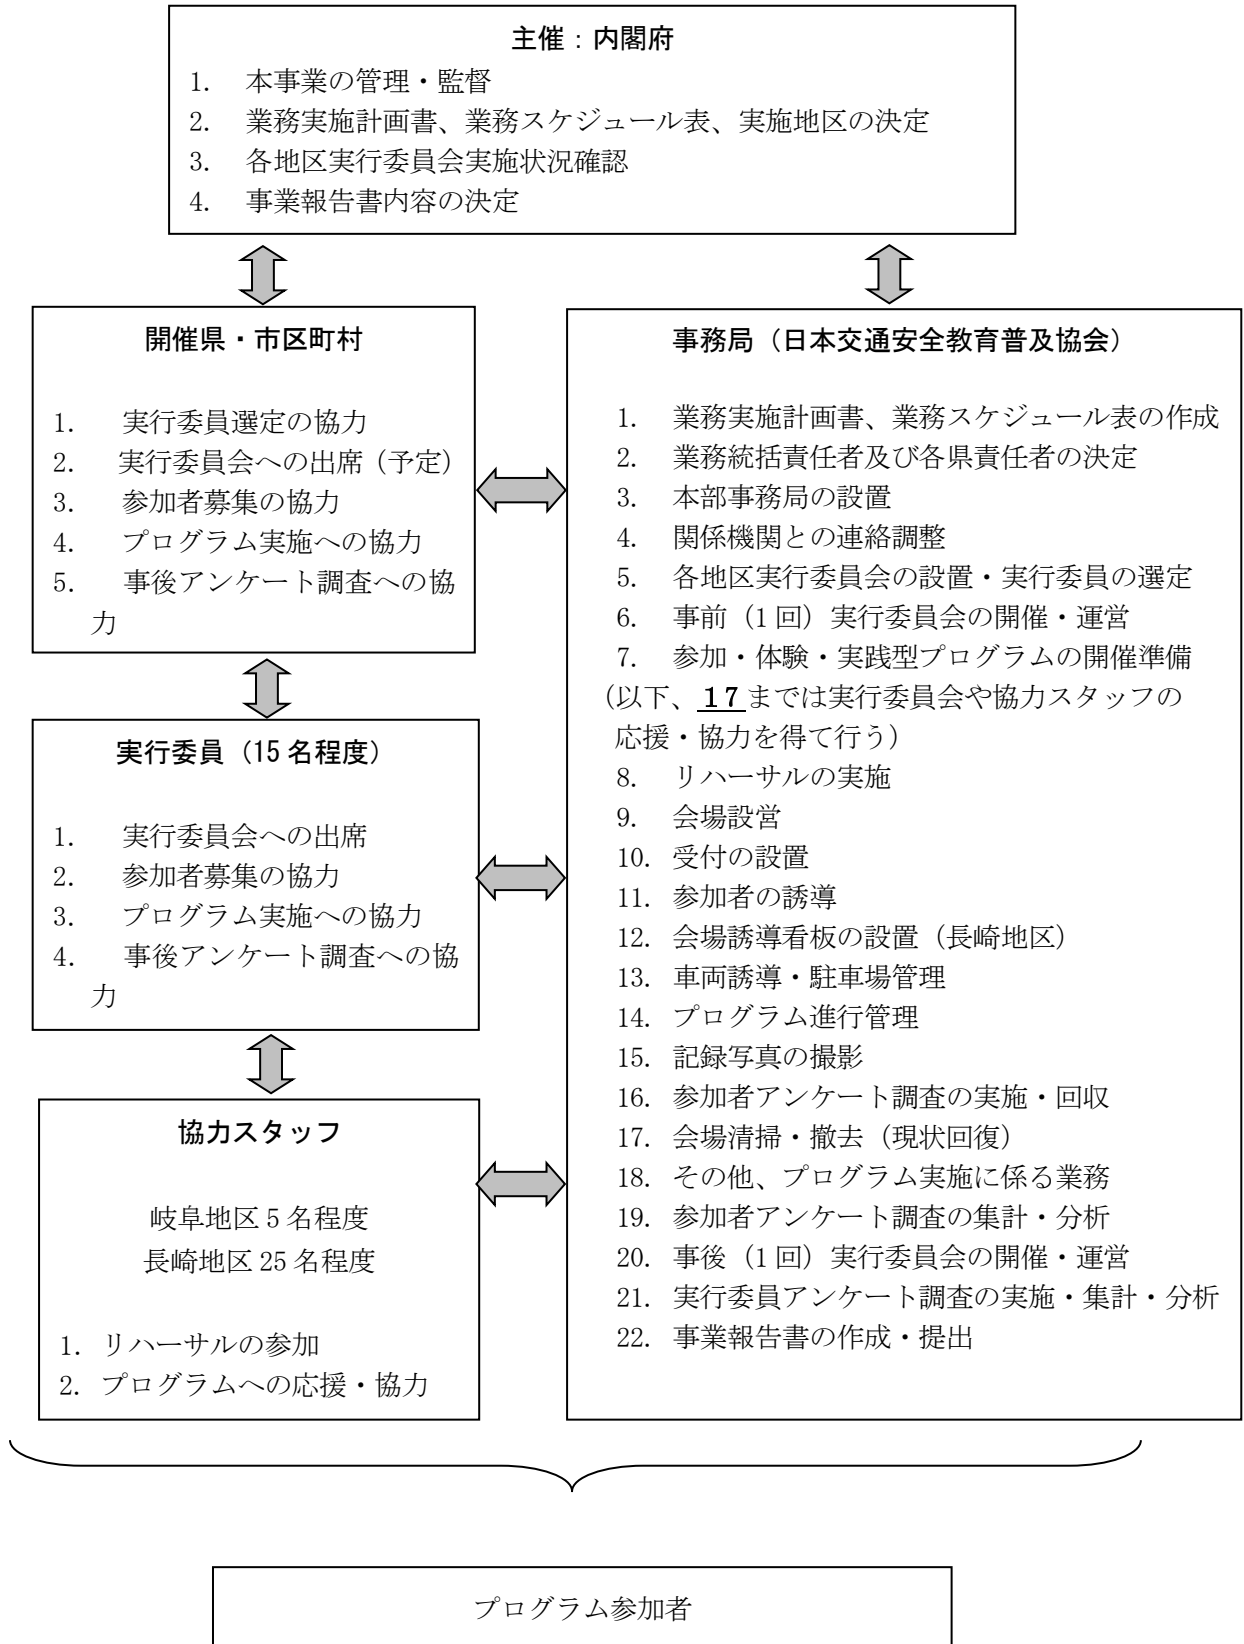 主催：内閣府
1. 本事業の管理・監督
2. 業務実施計画書、業務スケジュール表、実施地区の決定
3. 各地区実行委員会実施状況確認
4. 事業報告書内容の決定
開催県・市区町村
1. 実行委員選定の協力
2. 実行委員会への出席（予定）
3. 参加者募集の協力
4. プログラム実施への協力
5. 事後アンケート調査への協
力
実行委員（15 名程度）
1. 実行委員会への出席
2. 参加者募集の協力
3. プログラム実施への協力
4. 事後アンケート調査への協
力
協力スタッフ
岐阜地区 5 名程度
長崎地区 25 名程度
1. リハーサルの参加
2. プログラムへの応援・協力
事務局（日本交通安全教育普及協会）
1. 業務実施計画書、業務スケジュール表の作成
2. 業務統括責任者及び各県責任者の決定
3. 本部事務局の設置
4. 関係機関との連絡調整
5. 各地区実行委員会の設置・実行委員の選定
6. 事前（1 回）実行委員会の開催・運営
7. 参加・体験・実践型プログラムの開催準備
（以下、１７までは実行委員会や協力スタッフの
応援・協力を得て行う）
8. リハーサルの実施
9. 会場設営
10. 受付の設置
11. 参加者の誘導
12. 会場誘導看板の設置（長崎地区）
13. 車両誘導・駐車場管理
14. プログラム進行管理
15. 記録写真の撮影
16. 参加者アンケート調査の実施・回収
17. 会場清掃・撤去（現状回復）
18. その他、プログラム実施に係る業務
19. 参加者アンケート調査の集計・分析
20. 事後（1 回）実行委員会の開催・運営
21. 実行委員アンケート調査の実施・集計・分析
22. 事業報告書の作成・提出
プログラム参加者